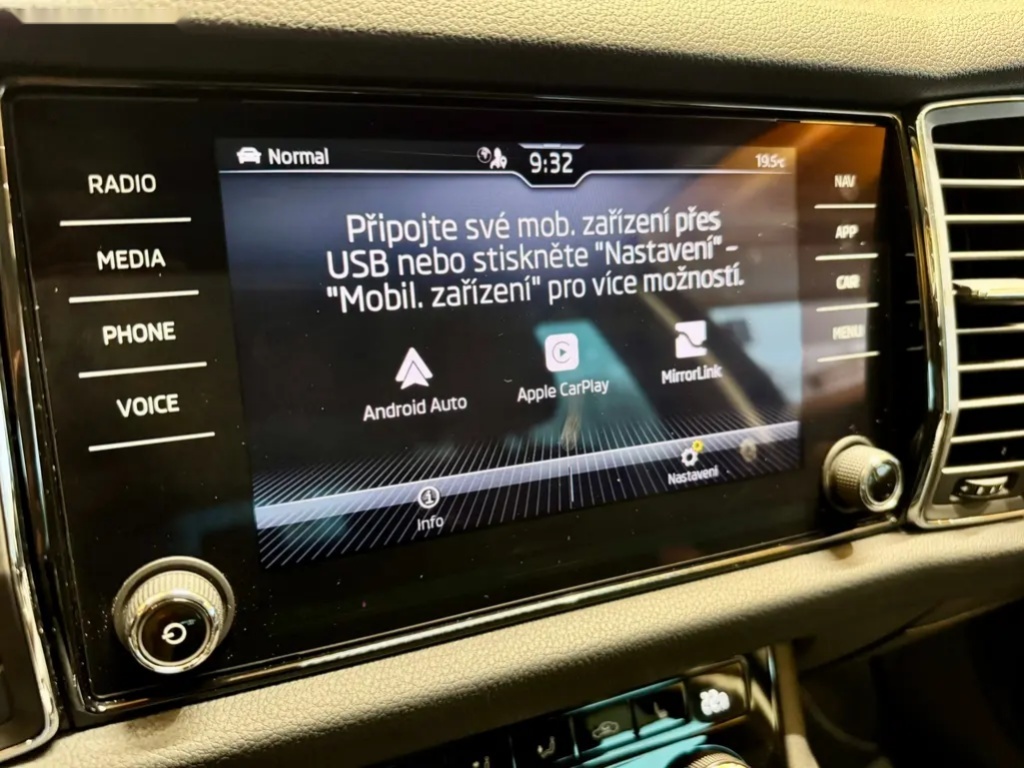 Normal
9:32
19.5°C
RADIO
MEDIA
PHONE
VOICE
Připojte své mob. zařízení přes
USB nebo stiskněte "Nastavení" -
"Mobil. zařízení" pro více možností.
Android Auto
Apple CarPlay
MirrorLink
Info
Nastavení
NAV
APP
CAR
MENU